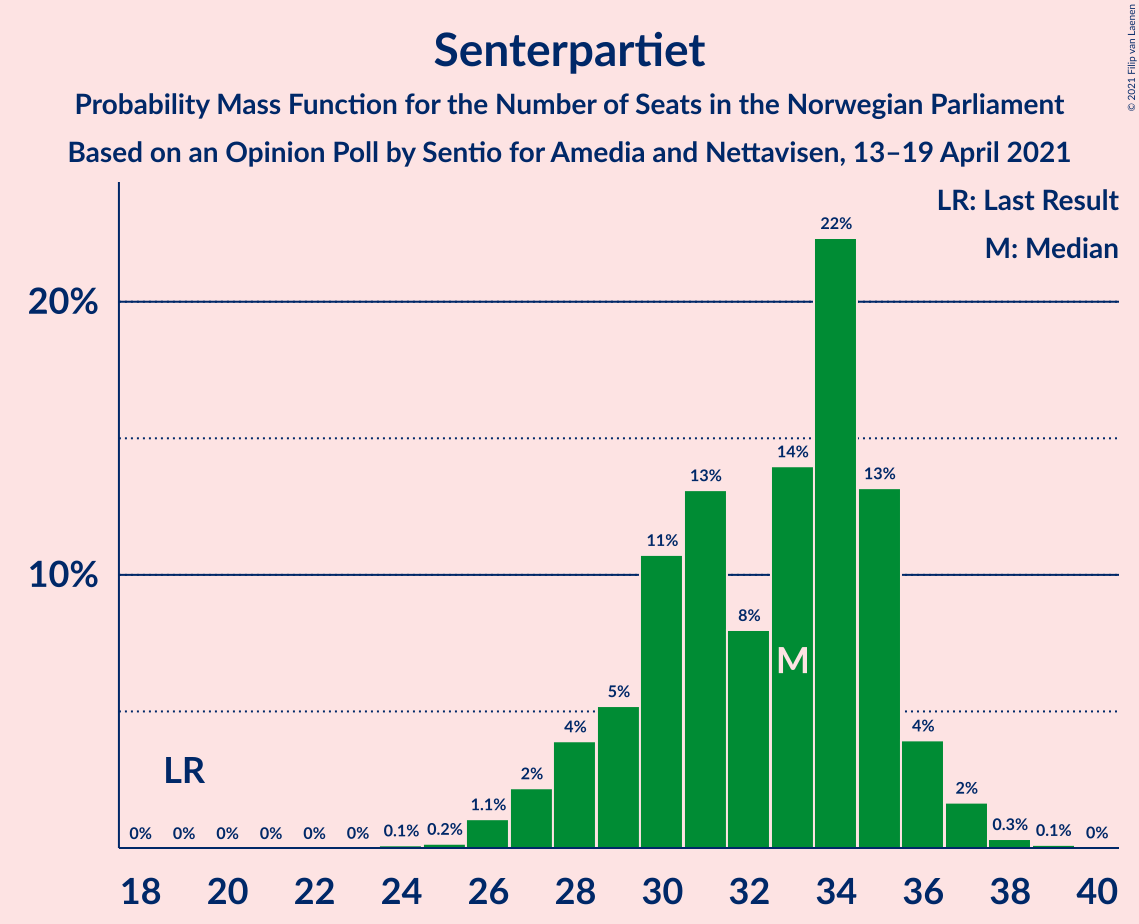 Senterpartiet
Probability Mass Function for the Number of Seats in the Norwegian Parliament
Based on an Opinion Poll by Sentio for Amedia and Nettavisen, 13–19 April 2021
© 2021 Filip van Laenen
LR: Last Result
M: Median
20%
10%
22%
14%
13%
13%
11%
8%
5%
4%
4%
2%
2%
1.1%
0% 0% 0% 0% 0% 0% 0.1% 0.2% 0.3% 0.1% 0%
LR
M
18 20 22 24 26 28 30 32 34 36 38 40